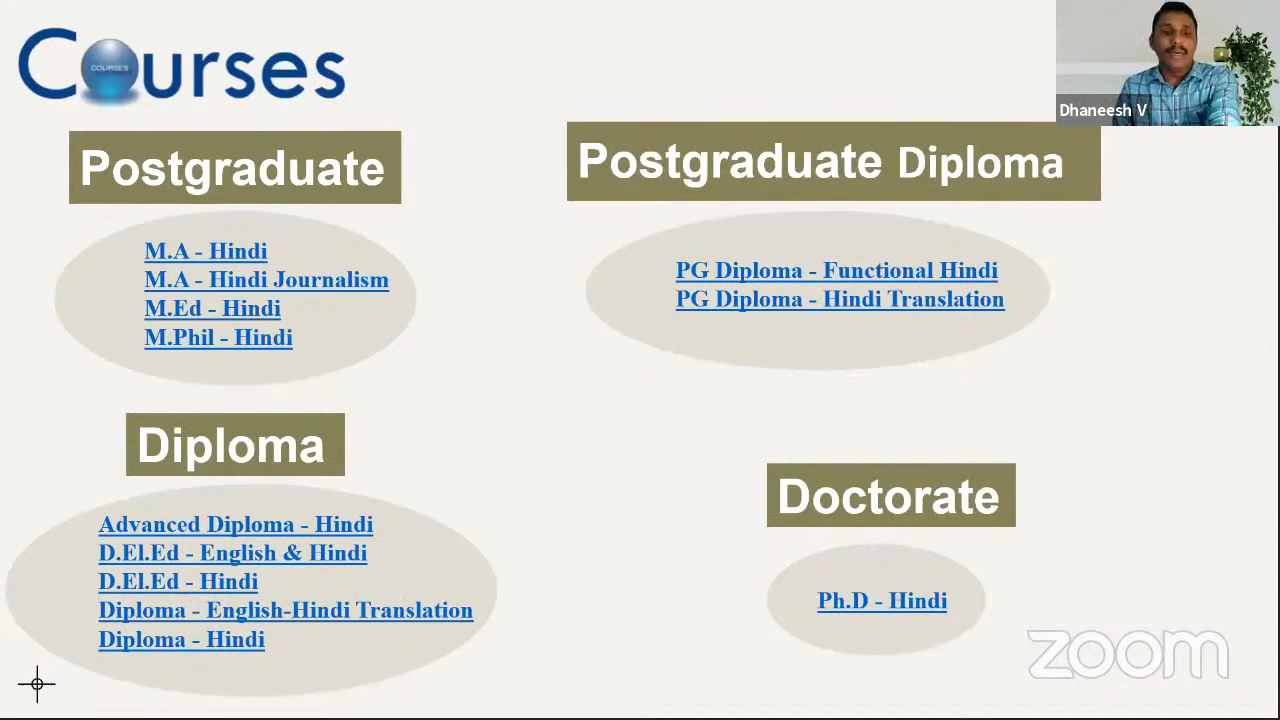 Courses
COURSES
Dhaneesh V
Postgraduate
M.A - Hindi
M.A - Hindi Journalism
M.Ed - Hindi
M.Phil - Hindi
Postgraduate Diploma
PG Diploma - Functional Hindi
PG Diploma - Hindi Translation
Diploma
Advanced Diploma - Hindi
D.El.Ed - English & Hindi
D.El.Ed - Hindi
Diploma - English-Hindi Translation
Diploma - Hindi
Doctorate
Ph.D - Hindi
zoom